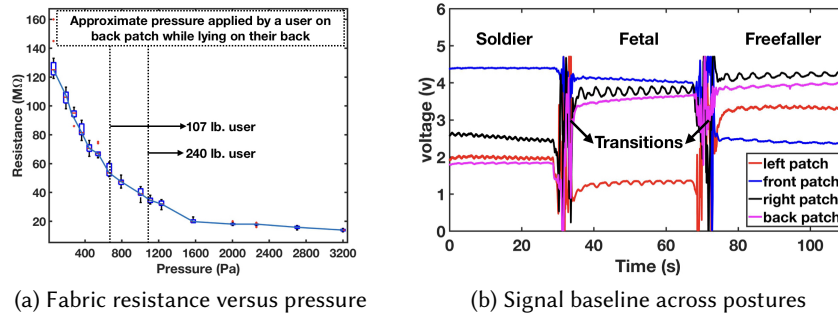 Approximate pressure applied by a user on
back patch while lying on their back
160
140
120
100
80
60
40
20
Resistance (MΩ)
107 lb. user
240 lb. user
400 800 1200 1600 2000 2400 2800 3200
Pressure (Pa)
(a) Fabric resistance versus pressure
6
5
4
3
2
1
0
voltage (v)
Soldier Fetal Freefaller
Transitions
left patch
front patch
right patch
back patch
0 20 40 60 80 100
Time (s)
(b) Signal baseline across postures